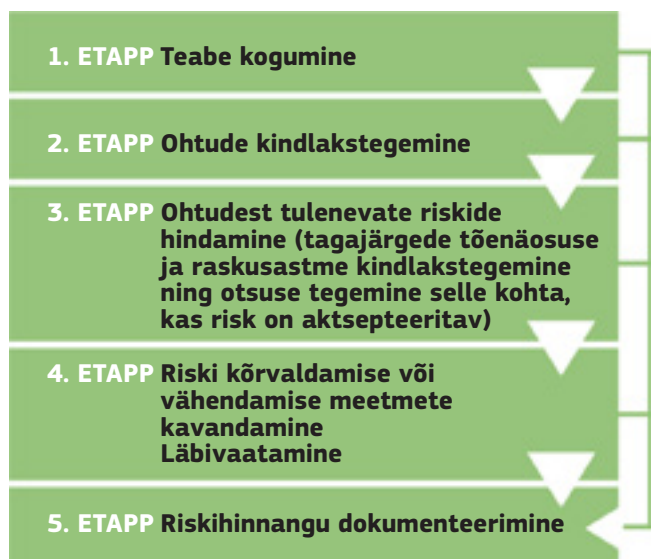 1. ETAPP Teabe kogumine
2. ETAPP Ohtude kindlakstegemine
3. ETAPP Ohtudest tulenevate riskide
hindamine (tagajärgede tõenäosuse
ja raskusastme kindlakstegemine
ning otsuse tegemine selle kohta,
kas risk on aktsepteeritav)
4. ETAPP Riski kõrvaldamise või
vähendamise meetmete
kavandamine
Läbivaatamine
5. ETAPP Riskihinnangu dokumenteerimine